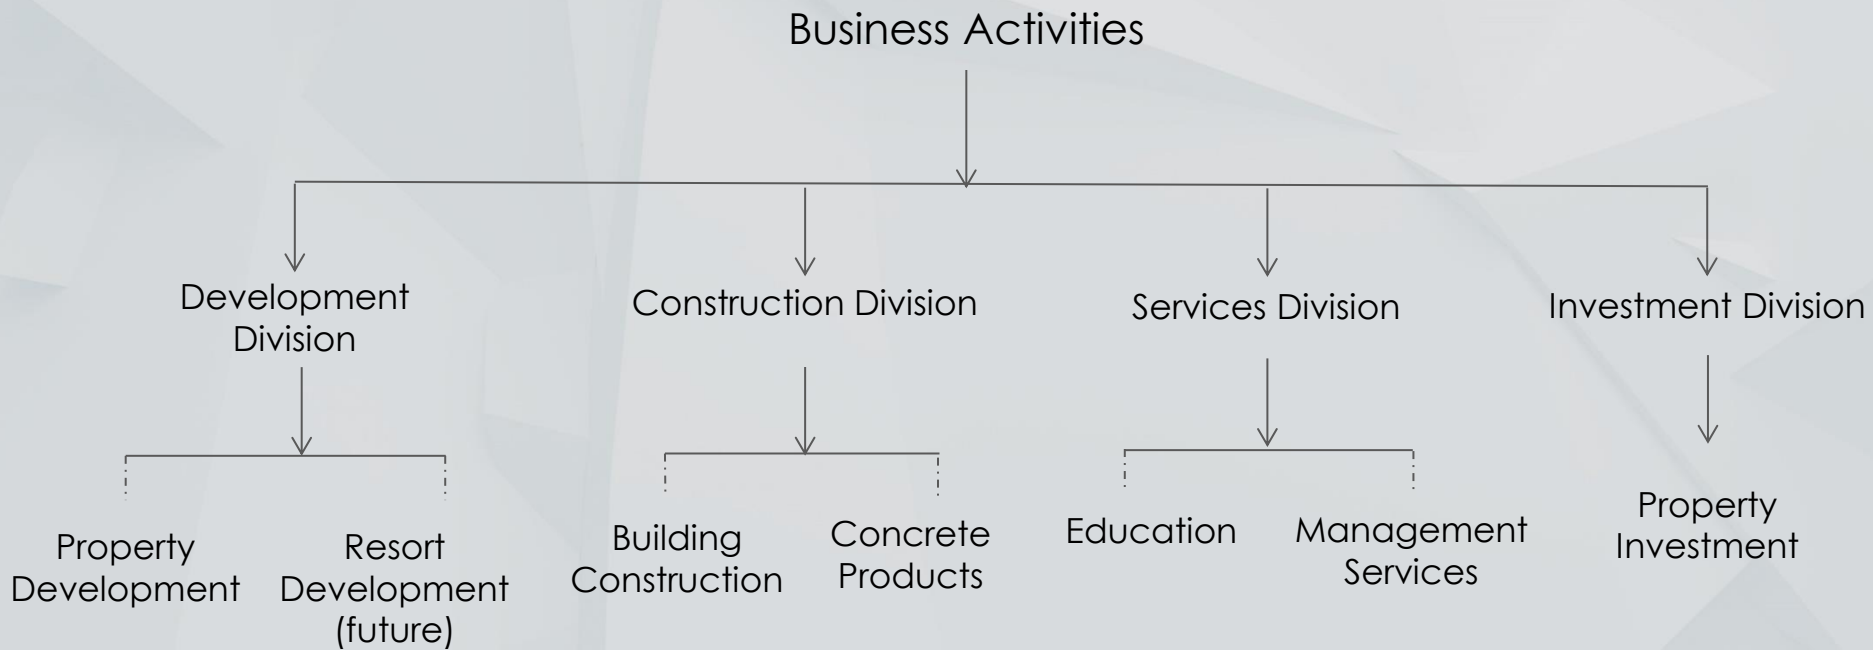 Business Activities
Development
Division
Construction Division
Services Division
Investment Division
Property
Development
Resort
Development
(future)
Building
Construction
Concrete
Products
Education
Management
Services
Property
Investment